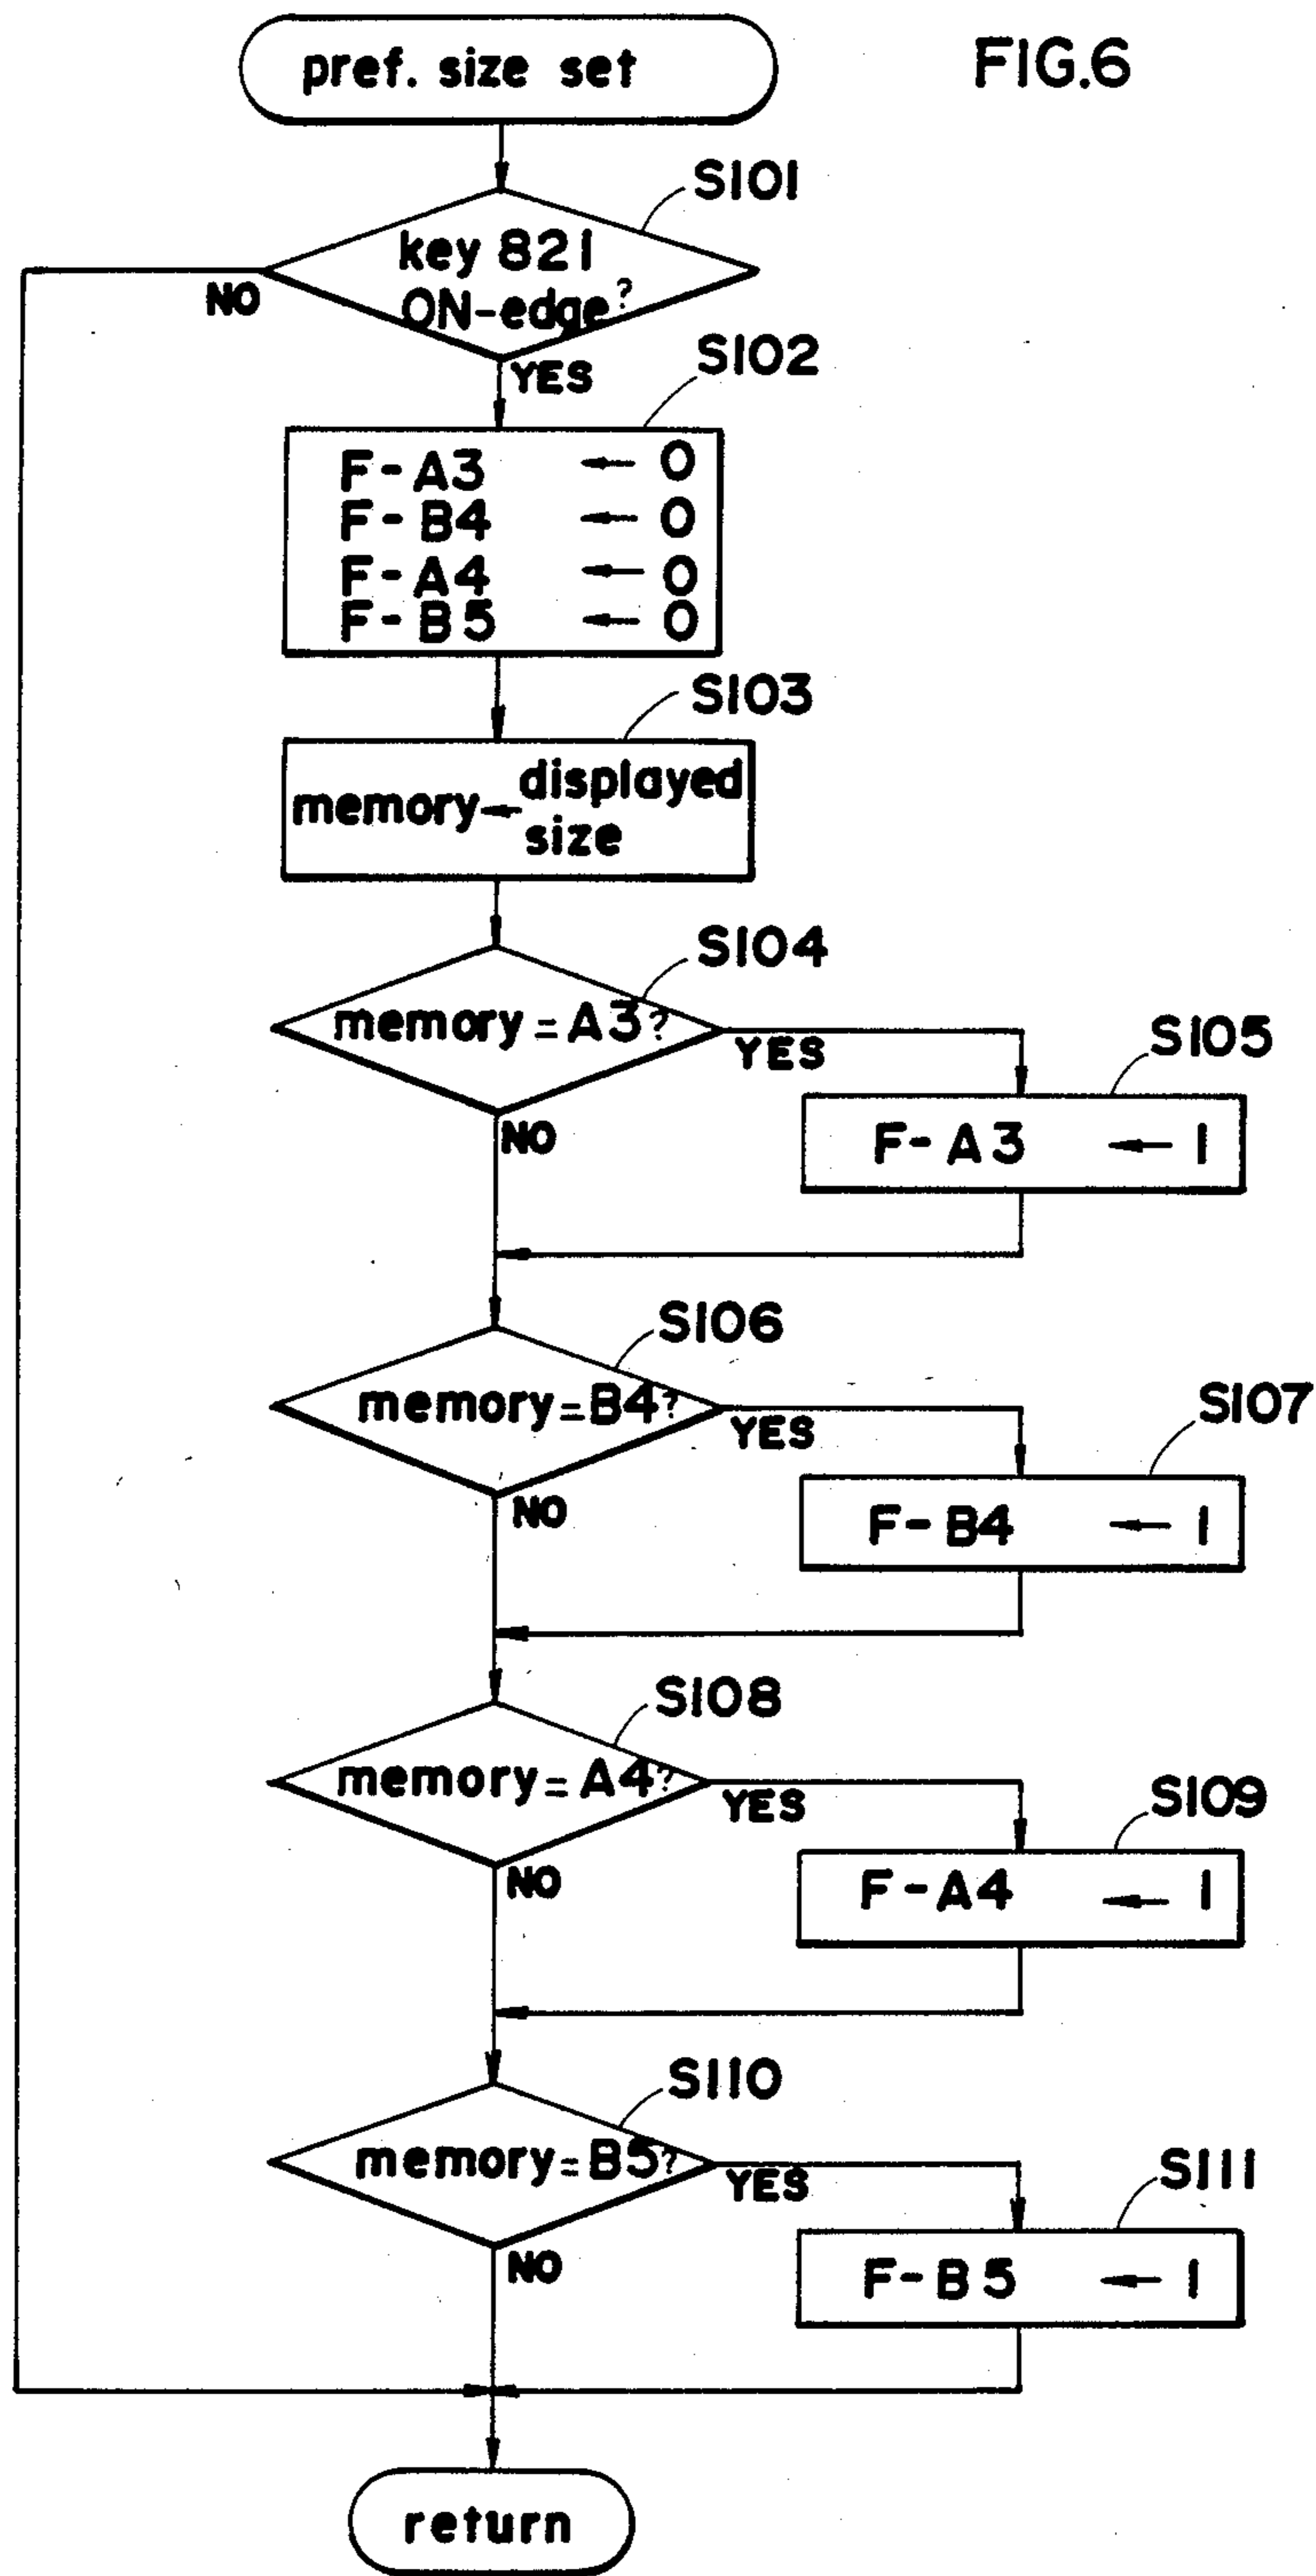 pref. size set
FIG.6
S101
key 821
ON-edge?
NO
YES
S102
F-A3 ← 0
F-B4 ← 0
F-A4 ← 0
F-B5 ← 0
S103
memory ← displayed
size
S104
memory = A3?
YES
S105
NO
F-A3 ← 1
S106
memory = B4?
YES
S107
NO
F-B4 ← 1
S108
memory = A4?
YES
S109
NO
F-A4 ← 1
S110
memory = B5?
YES
S111
NO
F-B5 ← 1
return